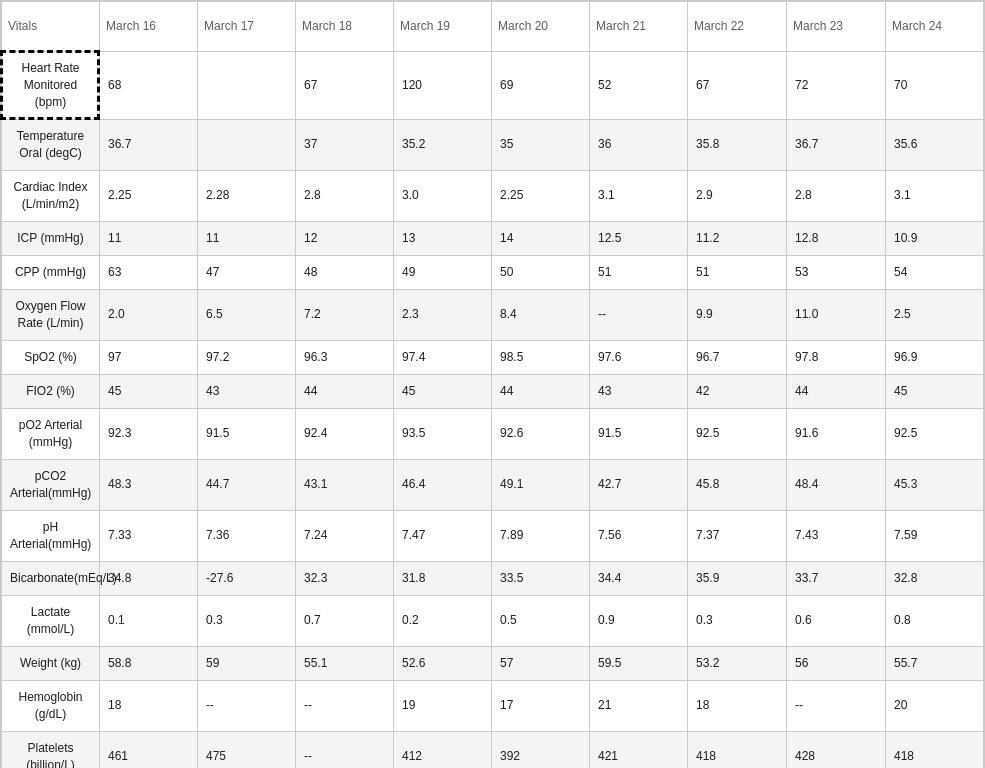 Vitals March 16 March 17 March 18 March 19 March 20 March 21 March 22 March 23 March 24
Heart Rate
Monitored
(bpm)
68 67 120 69 52 67 72 70
Temperature
Oral (degC)
36.7 37 35.2 35 36 35.8 36.7 35.6
Cardiac Index
(L/min/m2)
2.25 2.28 2.8 3.0 2.25 3.1 2.9 2.8 3.1
ICP (mmHg) 11 11 12 13 14 12.5 11.2 12.8 10.9
CPP (mmHg) 63 47 48 49 50 51 51 53 54
Oxygen Flow
Rate (L/min)
2.0 6.5 7.2 2.3 8.4 -- 9.9 11.0 2.5
SpO2 (%) 97 97.2 96.3 97.4 98.5 97.6 96.7 97.8 96.9
FIO2 (%) 45 43 44 45 44 43 42 44 45
pO2 Arterial
(mmHg)
92.3 91.5 92.4 93.5 92.6 91.5 92.5 91.6 92.5
pCO2
Arterial(mmHg)
48.3 44.7 43.1 46.4 49.1 42.7 45.8 48.4 45.3
pH
Arterial(mmHg)
7.33 7.36 7.24 7.47 7.89 7.56 7.37 7.43 7.59
Bicarbonate(mEq/L) 34.8 -27.6 32.3 31.8 33.5 34.4 35.9 33.7 32.8
Lactate
(mmol/L)
0.1 0.3 0.7 0.2 0.5 0.9 0.3 0.6 0.8
Weight (kg) 58.8 59 55.1 52.6 57 59.5 53.2 56 55.7
Hemoglobin
(g/dL)
18 -- -- 19 17 21 18 -- 20
Platelets
(billion/L)
461 475 -- 412 392 421 418 428 418